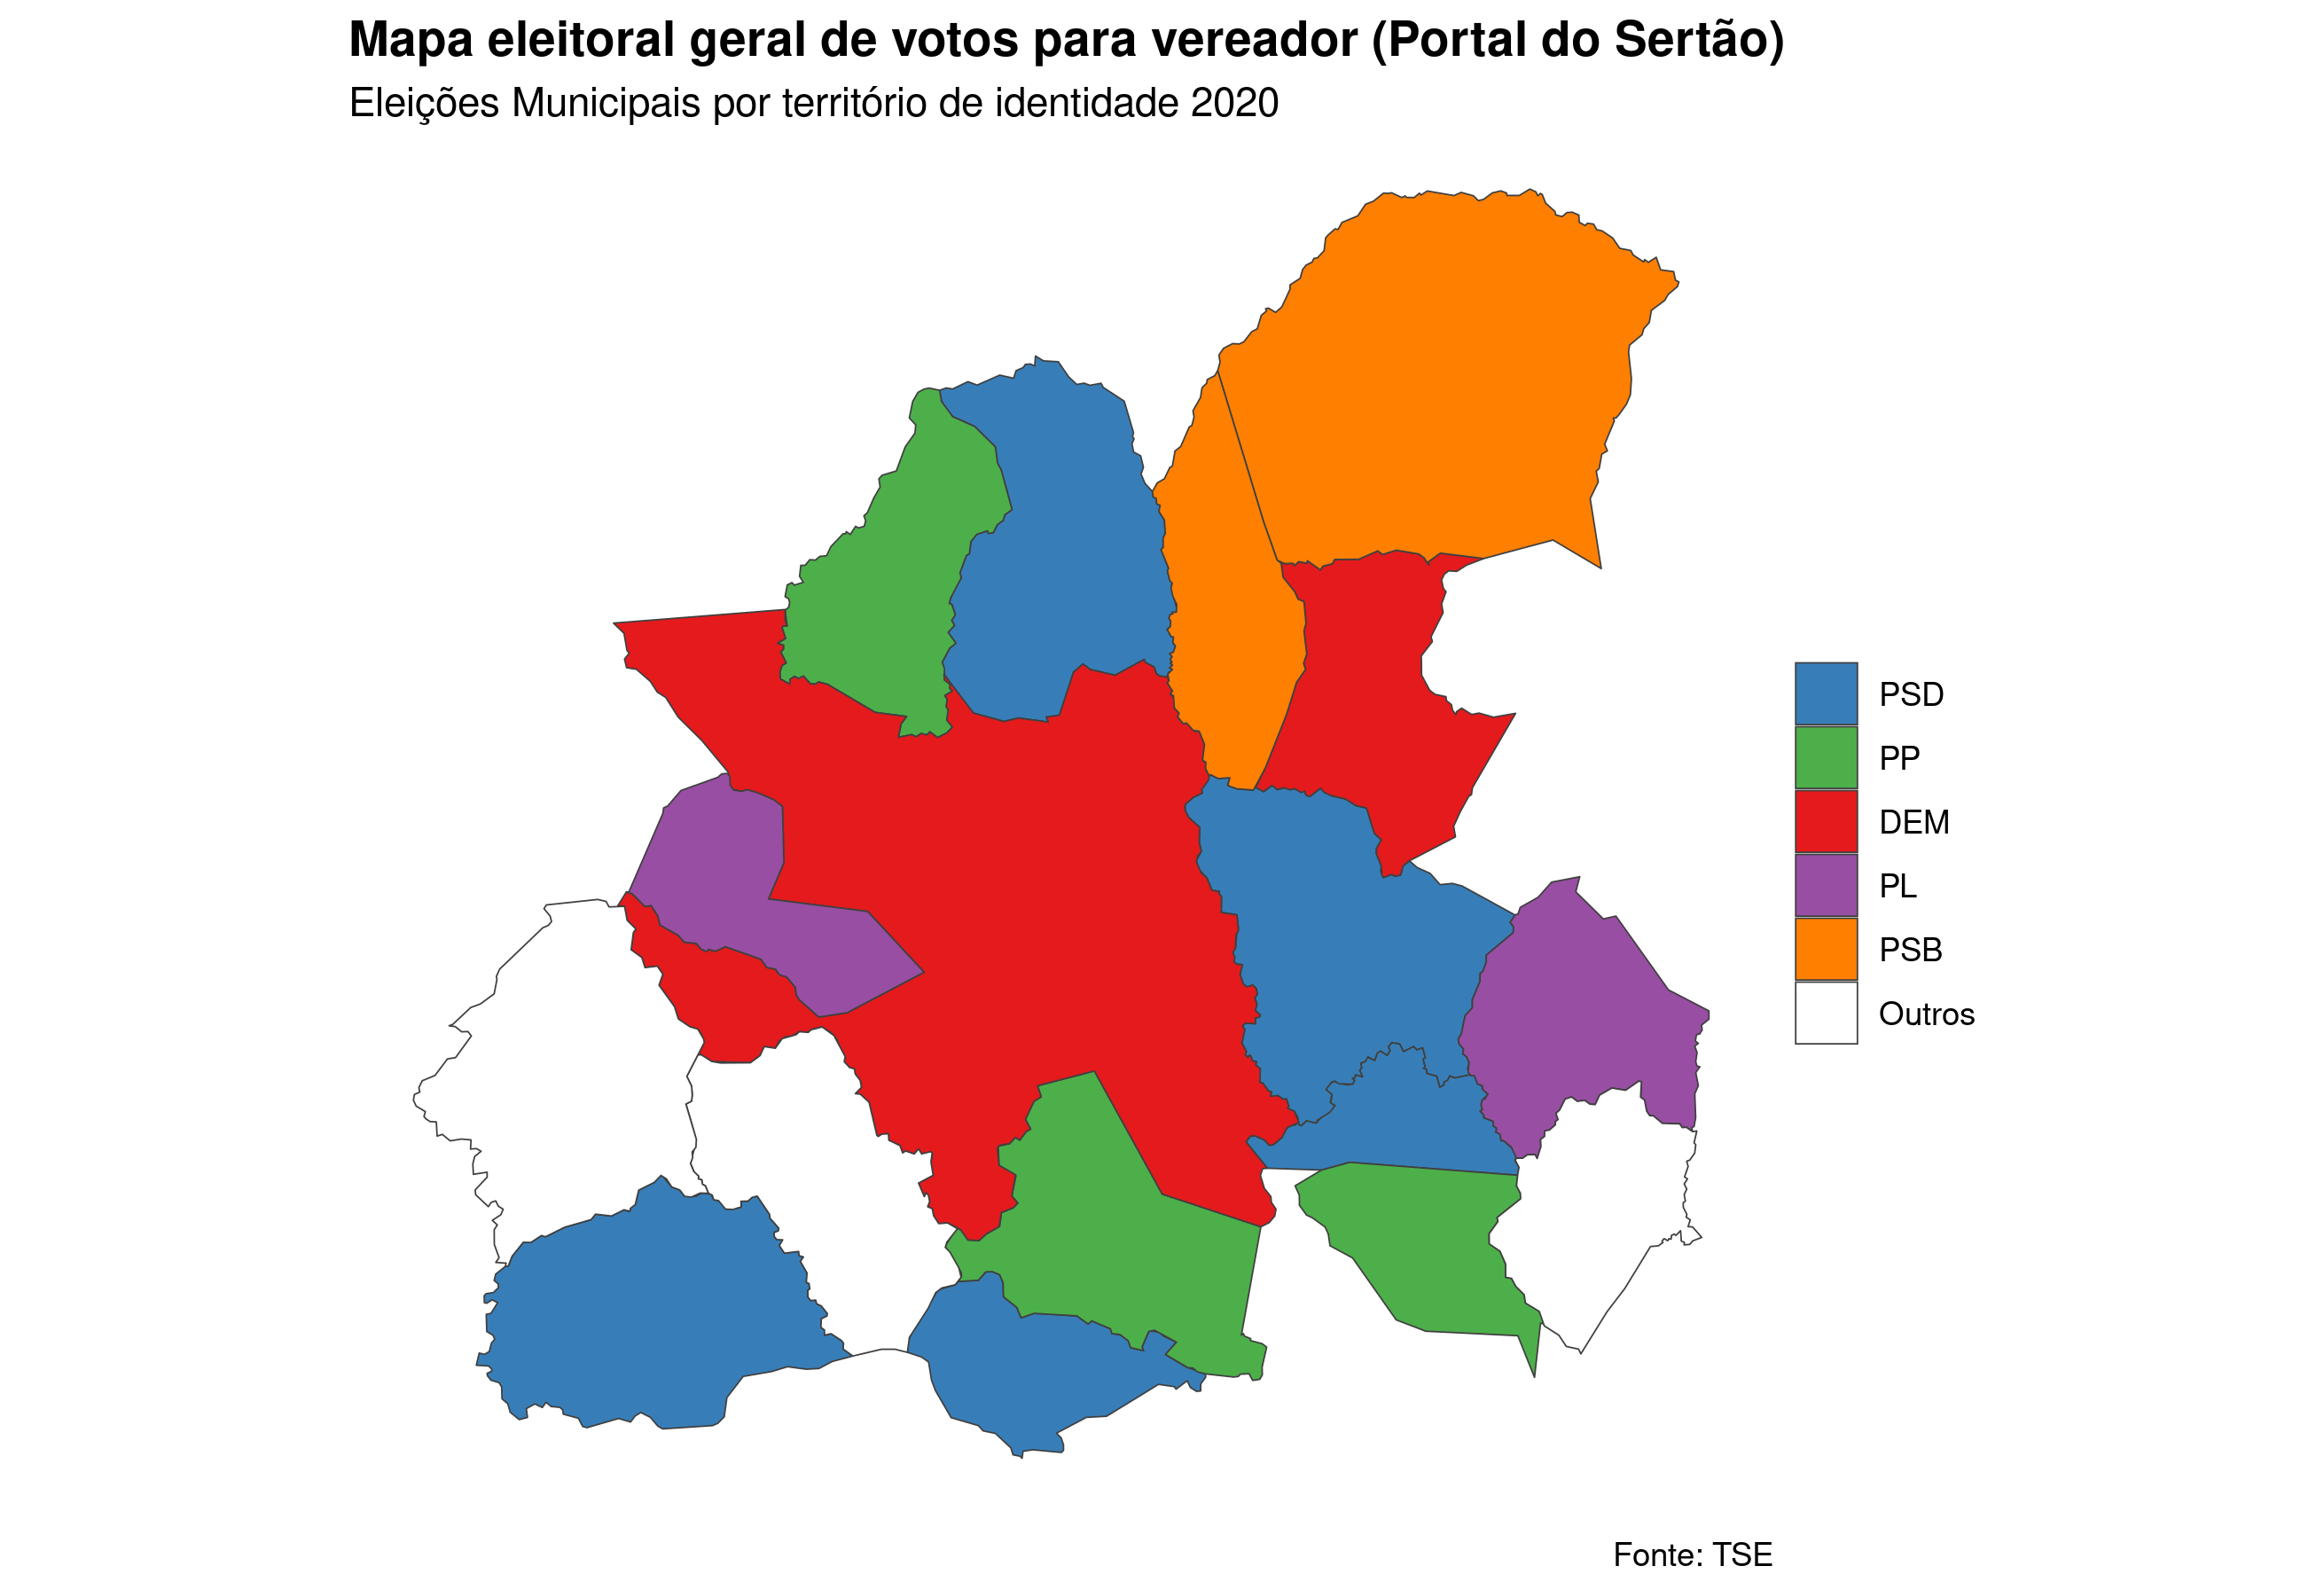 Mapa eleitoral geral de votos para vereador (Portal do Sertão)
Eleições Municipais por território de identidade 2020
PSD
PP
DEM
PL
PSB
Outros
Fonte: TSE